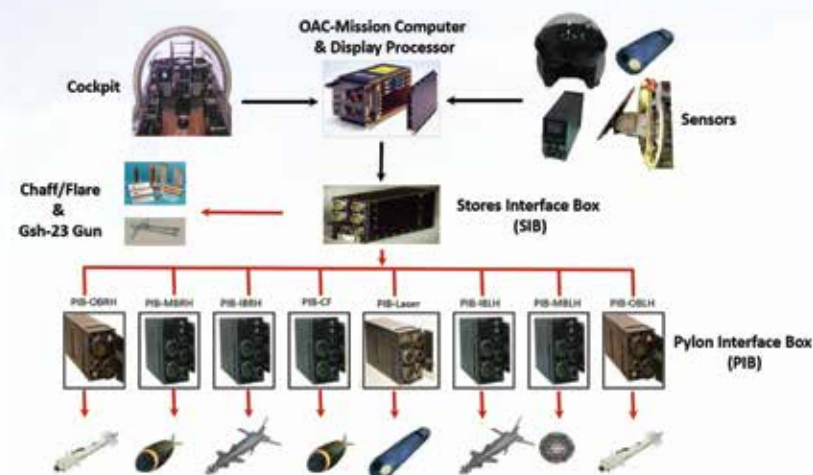 OAC-Mission Computer
& Display Processor
Cockpit
Sensors
Chaff/Flare
&
Gsh-23 Gun
Stores Interface Box
(SIB)
PIB-OBRH
PIB-MBRH
PIB-IBRH
PIB-CF
PIB-Laser
PIB-IBLH
PIB-MBLH
PIB-OBLH
Pylon Interface Box
(PIB)